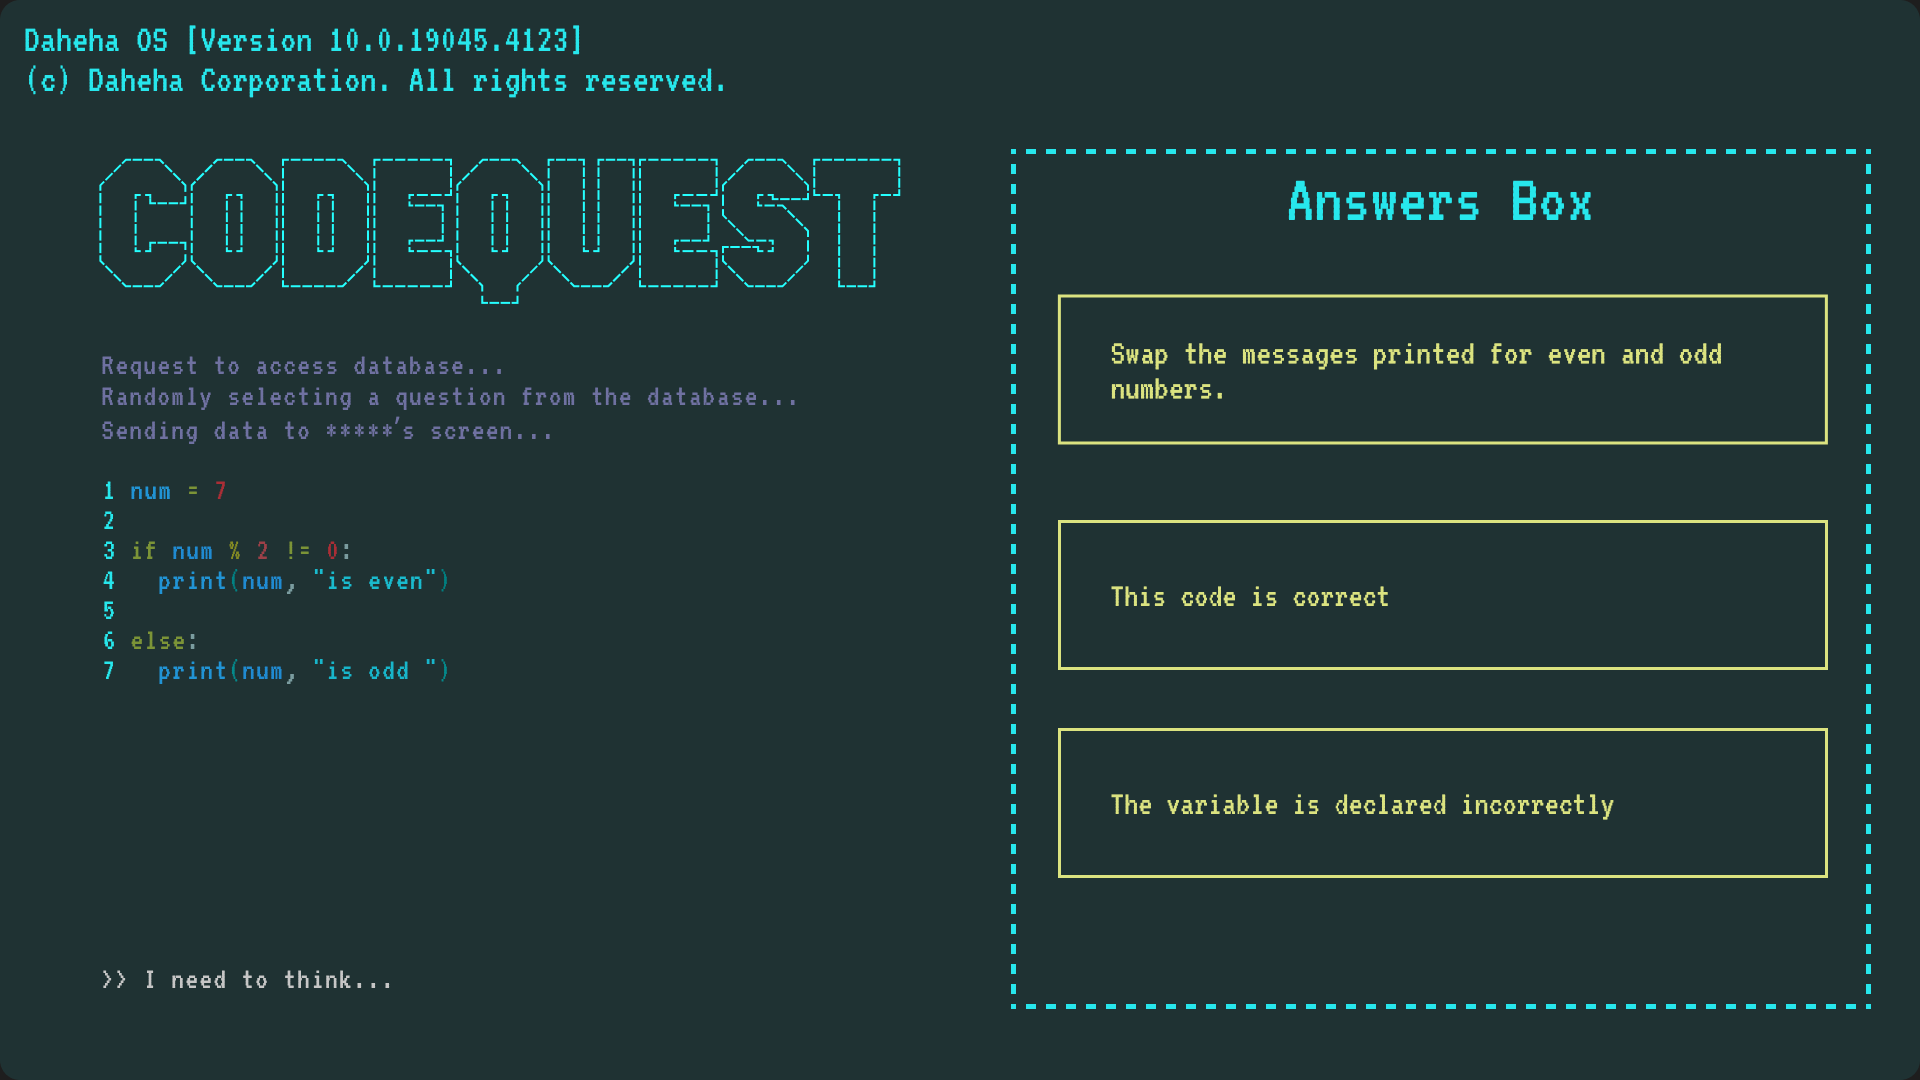 Daheha OS [Version 10.0.19045.4123]
(c) Daheha Corporation. All rights reserved.
CODEQUEST
Request to access database...
Randomly selecting a question from the database...
Sending data to *****'s screen...
1 num = 7
2
3 if num % 2 != 0:
4   print(num, "is even")
5
6 else:
7   print(num, "is odd ")
>> I need to think...
Answers Box
Swap the messages printed for even and odd
numbers.
This code is correct
The variable is declared incorrectly